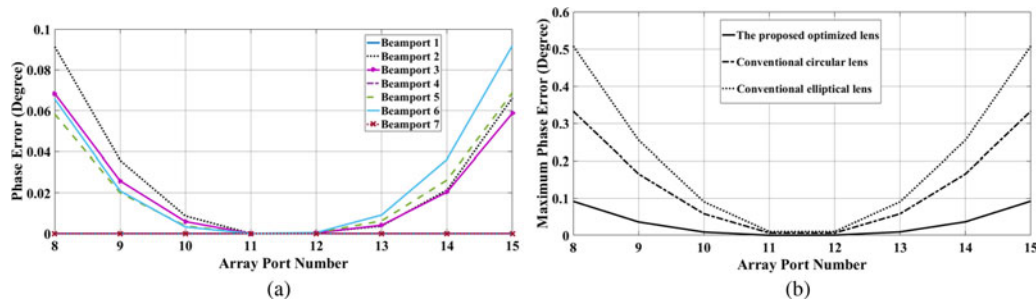 Phase Error (Degree)
0.1
0.08
0.06
0.04
0.02
0
8
9
10
11
12
13
14
15
Array Port Number
Beamport 1
Beamport 2
Beamport 3
Beamport 4
Beamport 5
Beamport 6
Beamport 7
(a)
Maximum Phase Error (Degree)
0.6
0.5
0.4
0.3
0.2
0.1
0
8
9
10
11
12
13
14
15
Array Port Number
The proposed optimized lens
Conventional circular lens
Conventional elliptical lens
(b)